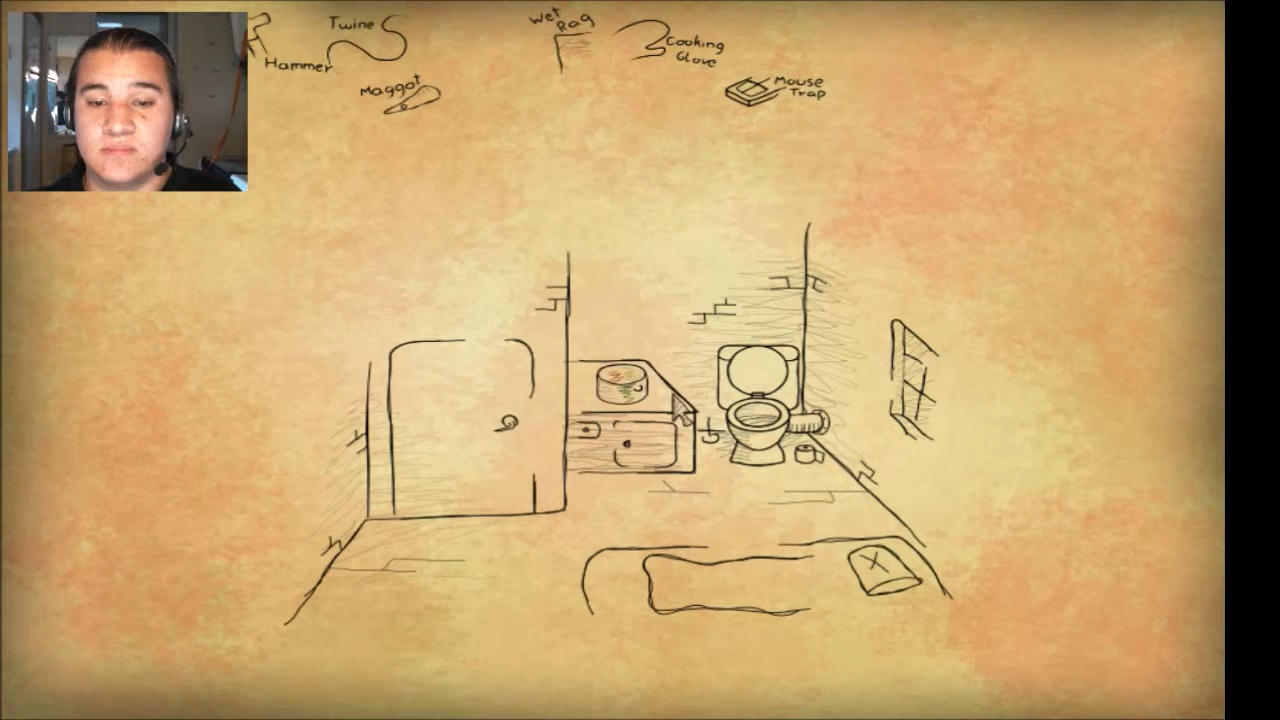 Twine
Hammer
Maggot
Wet
Rag
Cooking
Glove
Mouse
Trap